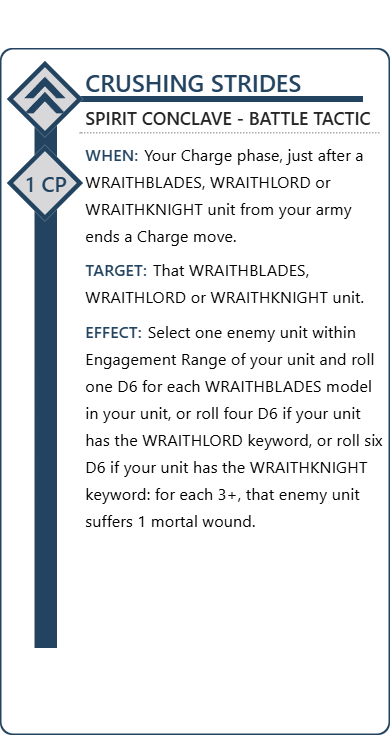 CRUSHING STRIDES
SPIRIT CONCLAVE - BATTLE TACTIC
1 CP
WHEN: Your Charge phase, just after a
WRAITHBLADES, WRAITHLORD or
WRAITHKNIGHT unit from your army
ends a Charge move.
TARGET: That WRAITHBLADES,
WRAITHLORD or WRAITHKNIGHT unit.
EFFECT: Select one enemy unit within
Engagement Range of your unit and roll
one D6 for each WRAITHBLADES model
in your unit, or roll four D6 if your unit
has the WRAITHLORD keyword, or roll six
D6 if your unit has the WRAITHKNIGHT
keyword: for each 3+, that enemy unit
suffers 1 mortal wound.